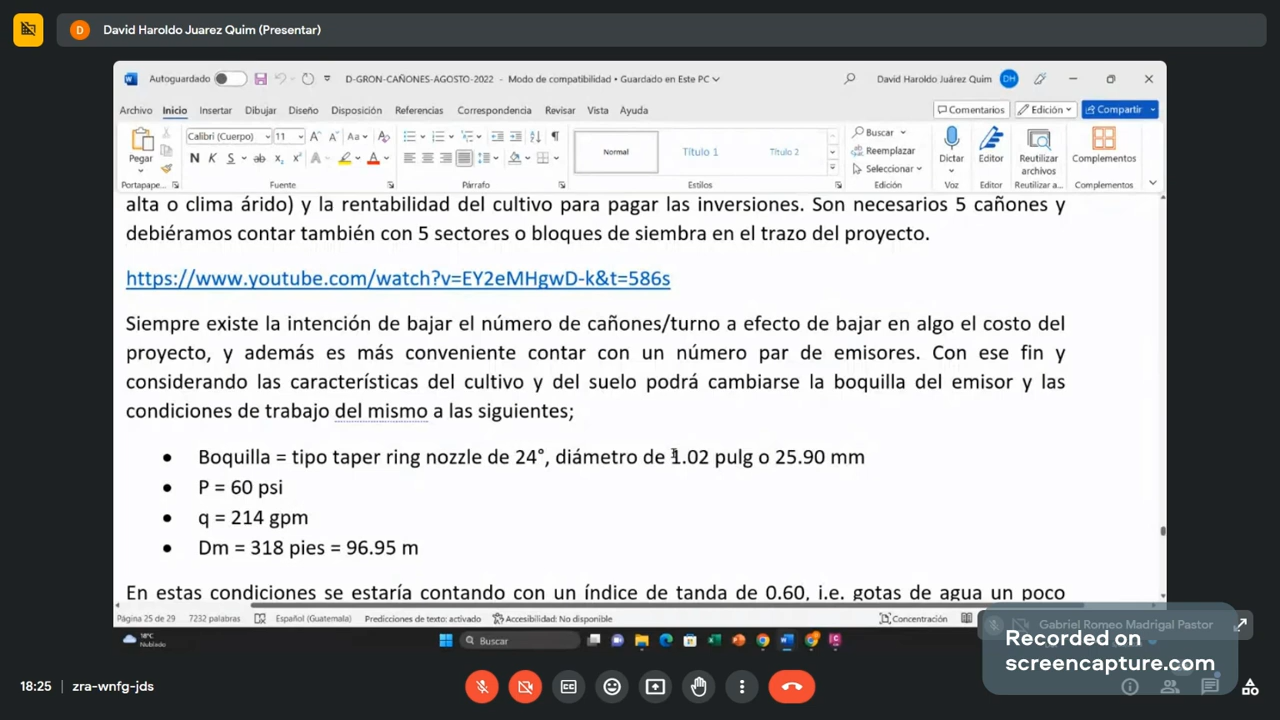 D
David Haroldo Juarez Quim (Presentar)
Autoguardado
D-GRON-CAÑONES-AGOSTO-2022 - Modo de compatibilidad • Guardado en Este PC
David Haroldo Juárez Quim
DH
Archivo Inicio Insertar Dibujar Diseño Disposición Referencias Correspondencia Revisar Vista Ayuda
Comentarios Edición Compartir
Pegar
Calibri (Cuerpo) 11
N K S ab x₂ x² A A
Normal Título 1 Título 2
Buscar
Reemplazar
Seleccionar
Dictar
Editor
Reutilizar archivos
Complementos
Portapape... Fuente Párrafo Estilos Edición Voz Editor Reutilizar a... Complementos
alta o clima árido) y la rentabilidad del cultivo para pagar las inversiones. Son necesarios 5 cañones y
debiéramos contar también con 5 sectores o bloques de siembra en el trazo del proyecto.
https://www.youtube.com/watch?v=EY2eMHgwD-k&t=586s
Siempre existe la intención de bajar el número de cañones/turno a efecto de bajar en algo el costo del
proyecto, y además es más conveniente contar con un número par de emisores. Con ese fin y
considerando las características del cultivo y del suelo podrá cambiarse la boquilla del emisor y las
condiciones de trabajo del mismo a las siguientes;
• Boquilla = tipo taper ring nozzle de 24°, diámetro de 1.02 pulg o 25.90 mm
• P = 60 psi
• q = 214 gpm
• Dm = 318 pies = 96.95 m
En estas condiciones se estaría contando con un índice de tanda de 0.60, i.e. gotas de agua un poco
Página 25 de 29 7232 palabras Español (Guatemala) Predicciones de texto: activado Accesibilidad: No disponible Concentración
18°C
Nublado
Buscar
Gabriel Romeo Madrigal Pastor
Recorded on
screencapture.com
18:25 | zra-wnfg-jds